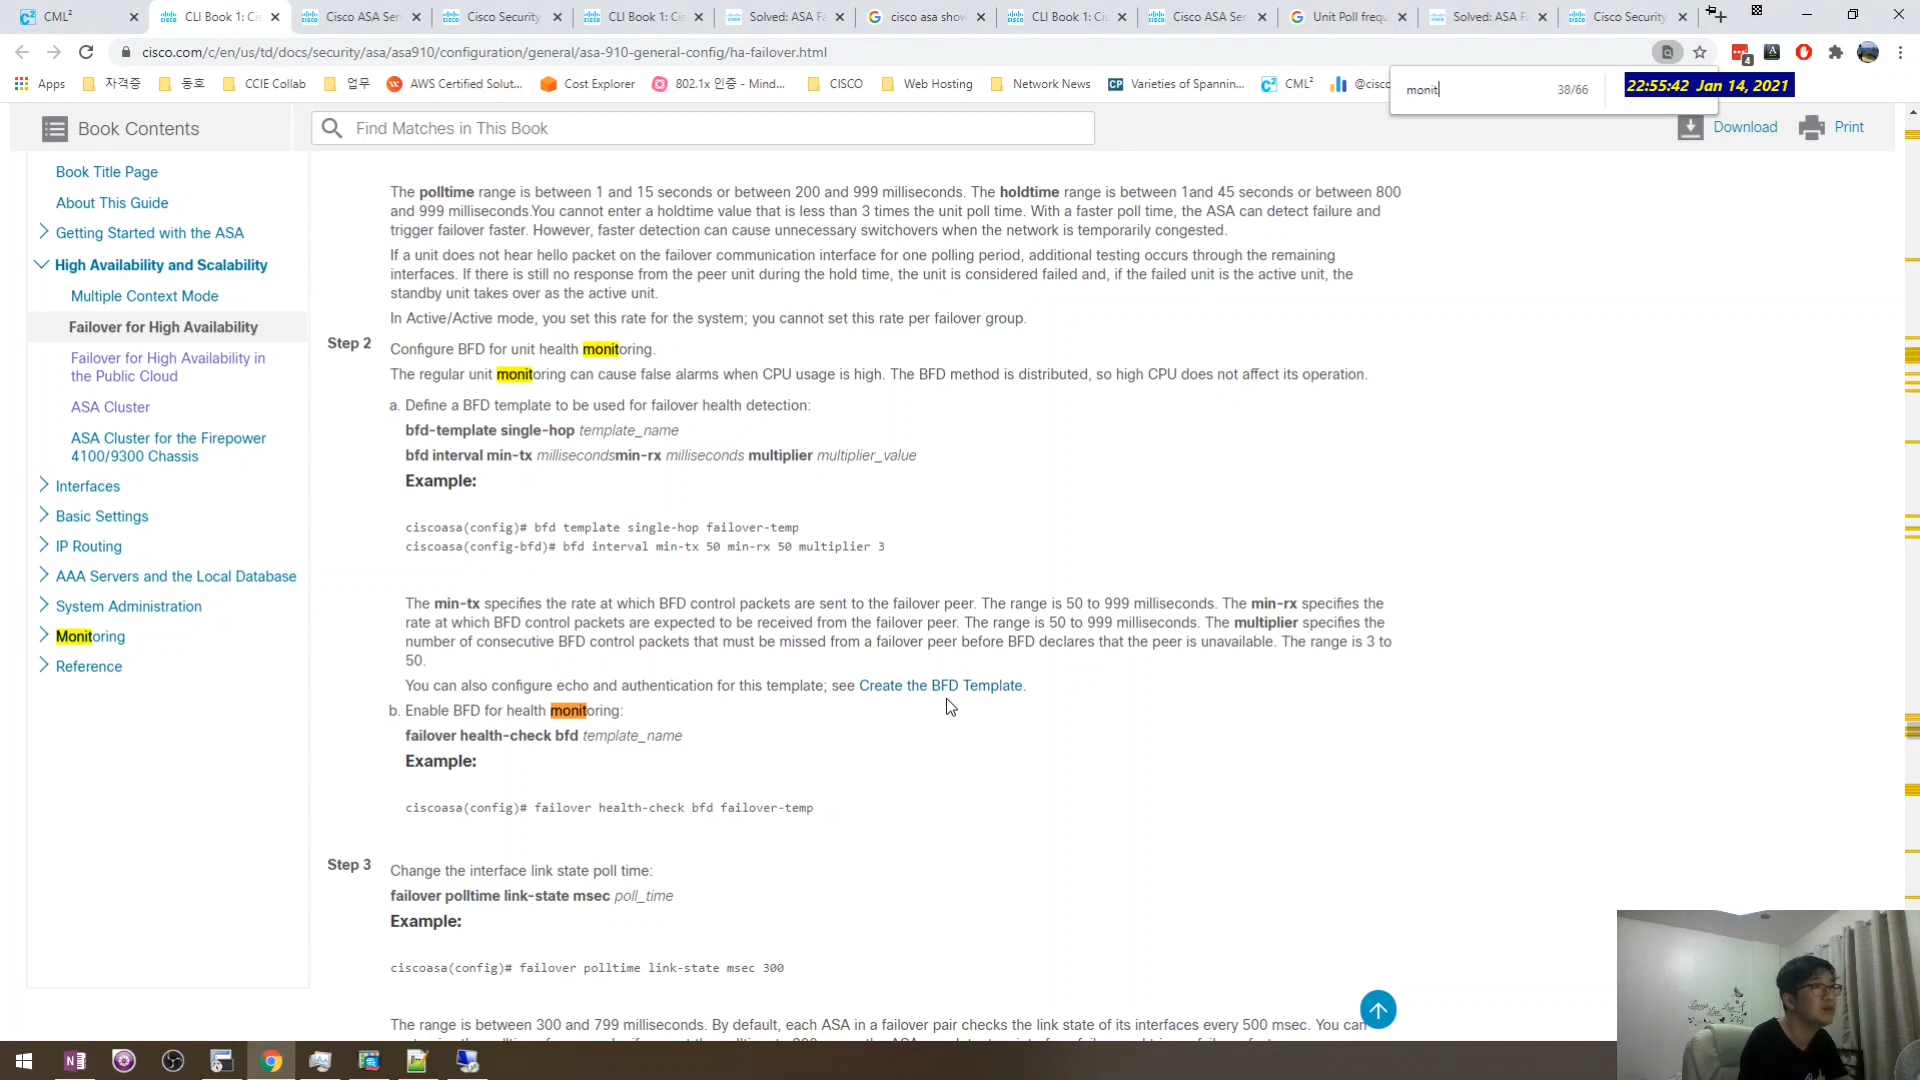 CML²
CLI Book 1: Cis
Cisco ASA Seri
Cisco Security
CLI Book 1: Cis
Solved: ASA Fa
cisco asa show
CLI Book 1: Cis
Cisco ASA Seri
Unit Poll frequ
Solved: ASA Fa
Cisco Security
cisco.com/c/en/us/td/docs/security/asa/asa910/configuration/general/asa-910-general-config/ha-failover.html
4
Apps
자격증
동호
CCIE Collab
업무
AWS Certified Solut...
Cost Explorer
802.1x 인증 - Mind...
CISCO
Web Hosting
Network News
Varieties of Spannin...
CML²
@cisco
monit
38/66
22:55:42 Jan 14, 2021
Book Contents
Find Matches in This Book
Download
Print
Book Title Page
About This Guide
Getting Started with the ASA
High Availability and Scalability
Multiple Context Mode
Failover for High Availability
Failover for High Availability in
the Public Cloud
ASA Cluster
ASA Cluster for the Firepower
4100/9300 Chassis
Interfaces
Basic Settings
IP Routing
AAA Servers and the Local Database
System Administration
Monitoring
Reference
The polltime range is between 1 and 15 seconds or between 200 and 999 milliseconds. The holdtime range is between 1and 45 seconds or between 800
and 999 milliseconds.You cannot enter a holdtime value that is less than 3 times the unit poll time. With a faster poll time, the ASA can detect failure and
trigger failover faster. However, faster detection can cause unnecessary switchovers when the network is temporarily congested.
If a unit does not hear hello packet on the failover communication interface for one polling period, additional testing occurs through the remaining
interfaces. If there is still no response from the peer unit during the hold time, the unit is considered failed and, if the failed unit is the active unit, the
standby unit takes over as the active unit.
In Active/Active mode, you set this rate for the system; you cannot set this rate per failover group.
Step 2
Configure BFD for unit health monitoring.
The regular unit monitoring can cause false alarms when CPU usage is high. The BFD method is distributed, so high CPU does not affect its operation.
a. Define a BFD template to be used for failover health detection:
bfd-template single-hop template_name
bfd interval min-tx millisecondsmin-rx milliseconds multiplier multiplier_value
Example:
ciscoasa(config)# bfd template single-hop failover-temp
ciscoasa(config-bfd)# bfd interval min-tx 50 min-rx 50 multiplier 3
The min-tx specifies the rate at which BFD control packets are sent to the failover peer. The range is 50 to 999 milliseconds. The min-rx specifies the
rate at which BFD control packets are expected to be received from the failover peer. The range is 50 to 999 milliseconds. The multiplier specifies the
number of consecutive BFD control packets that must be missed from a failover peer before BFD declares that the peer is unavailable. The range is 3 to
50.
You can also configure echo and authentication for this template; see Create the BFD Template.
b. Enable BFD for health monitoring:
failover health-check bfd template_name
Example:
ciscoasa(config)# failover health-check bfd failover-temp
Step 3
Change the interface link state poll time:
failover polltime link-state msec poll_time
Example:
ciscoasa(config)# failover polltime link-state msec 300
The range is between 300 and 799 milliseconds. By default, each ASA in a failover pair checks the link state of its interfaces every 500 msec. You can